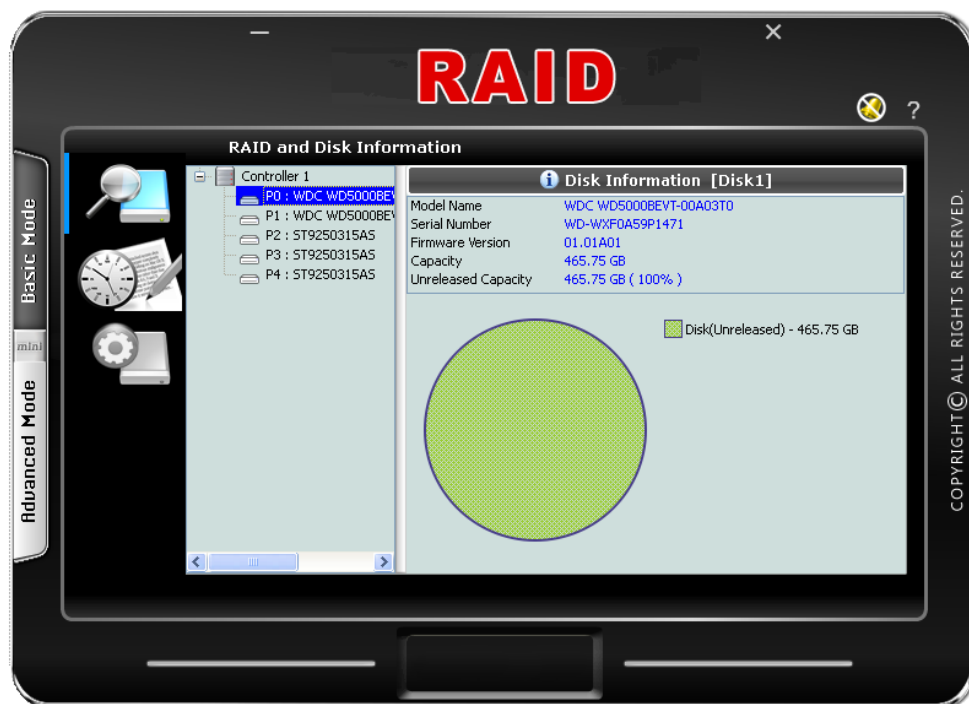 RAID
?
RAID and Disk Information
Basic Mode
mini
Advanced Mode
Controller 1
P0 : WDC WD5000BE
P1 : WDC WD5000BEV
P2 : ST9250315AS
P3 : ST9250315AS
P4 : ST9250315AS
Disk Information [Disk1]
Model Name WDC WD5000BEVT-00A03T0
Serial Number WD-WXF0A59P1471
Firmware Version 01.01A01
Capacity 465.75 GB
Unreleased Capacity 465.75 GB ( 100% )
Disk(Unreleased) - 465.75 GB
COPYRIGHT© ALL RIGHTS RESERVED.